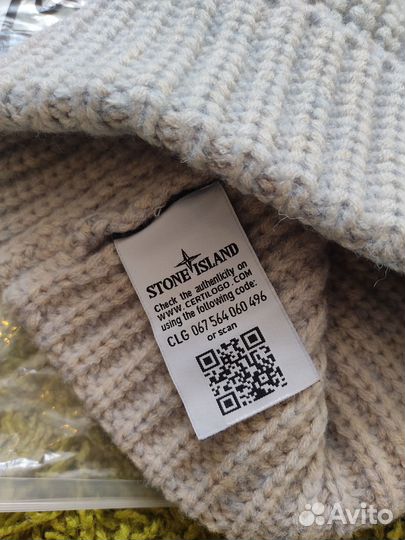 STONE ISLAND
Check the authenticity on
WWW.CERTILOGO.COM
using the following code:
CLG 067 564 060 496
or scan
Avito